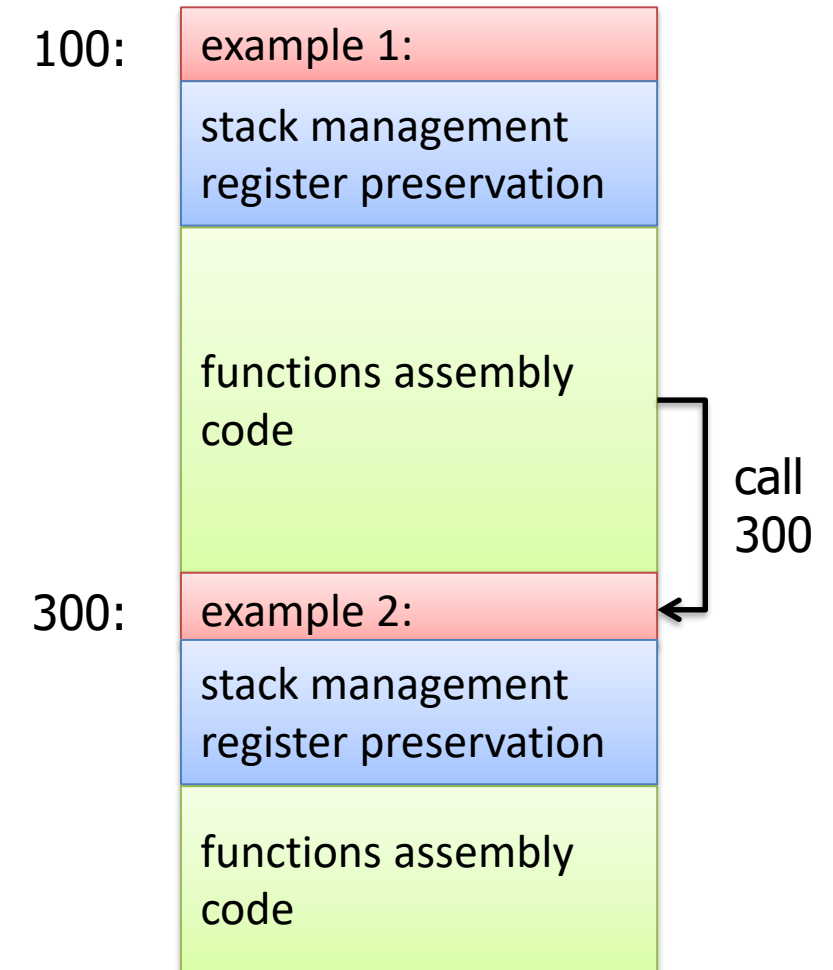 100:
example 1:
stack management
register preservation
functions assembly
code
call
300
300:
example 2:
stack management
register preservation
functions assembly
code